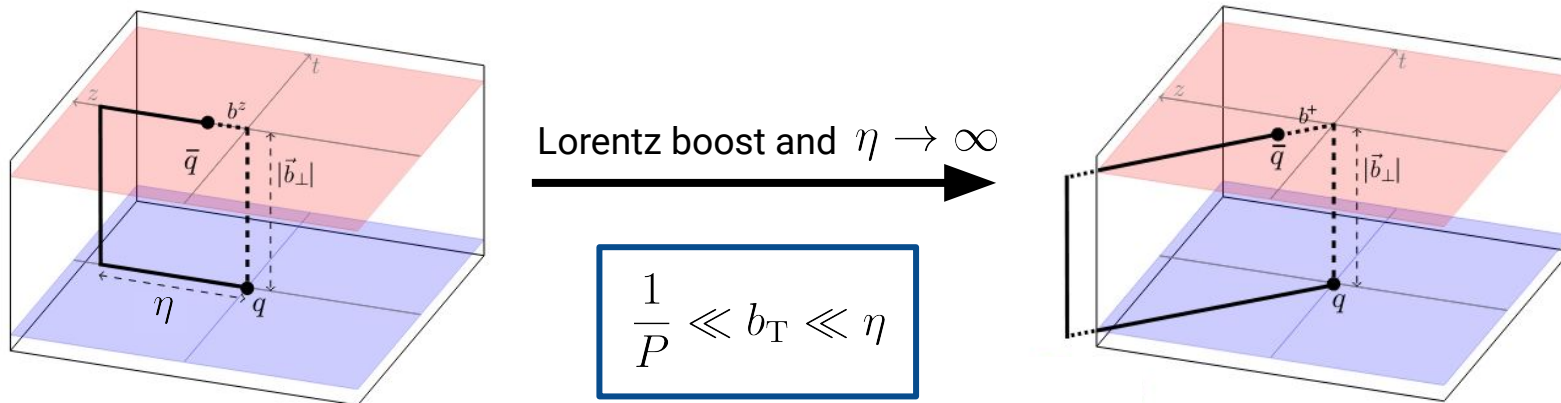 t
z
b^z
q̄
|b⃗_⊥|
η
q
Lorentz boost and η → ∞
1/P ≪ b_T ≪ η
t
z
b^+
q̄
|b⃗_⊥|
q